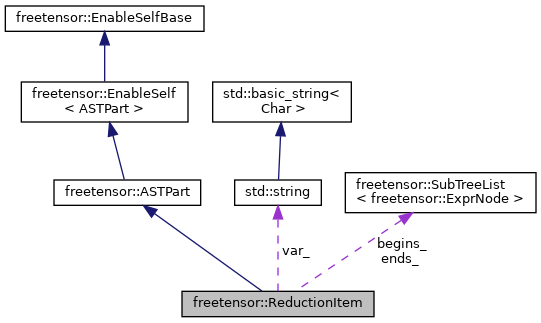 freetensor::EnableSelfBase
freetensor::EnableSelf
< ASTPart >
std::basic_string<
Char >
freetensor::ASTPart
std::string
freetensor::SubTreeList
< freetensor::ExprNode >
var_
begins_
ends_
freetensor::ReductionItem